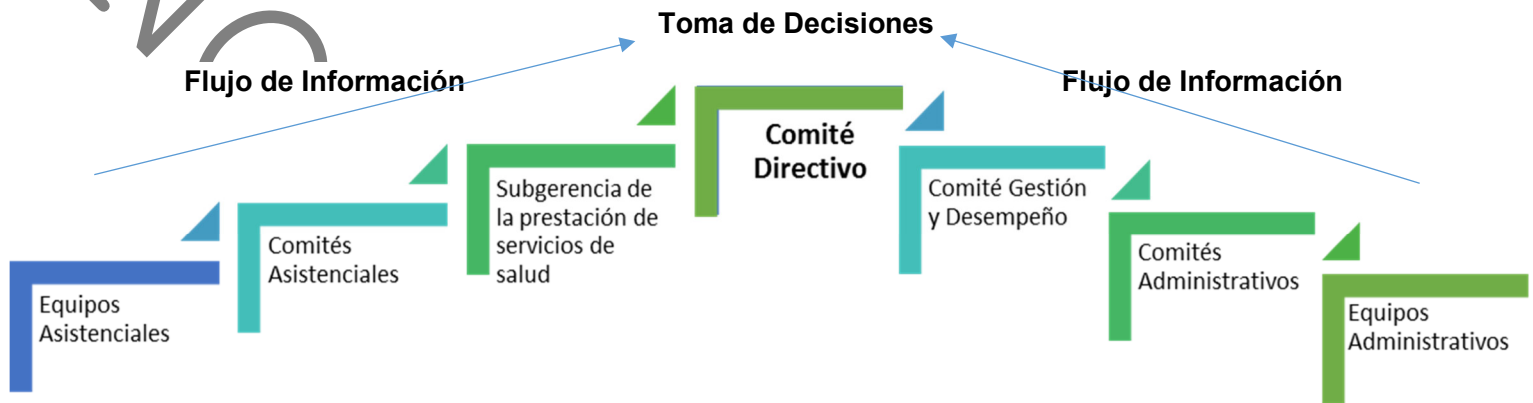 Toma de Decisiones
Flujo de Información
Flujo de Información
Equipos
Asistenciales
Comités
Asistenciales
Subgerencia de
la prestación de
servicios de
salud
Comité
Directivo
Comité Gestión
y Desempeño
Comités
Administrativos
Equipos
Administrativos